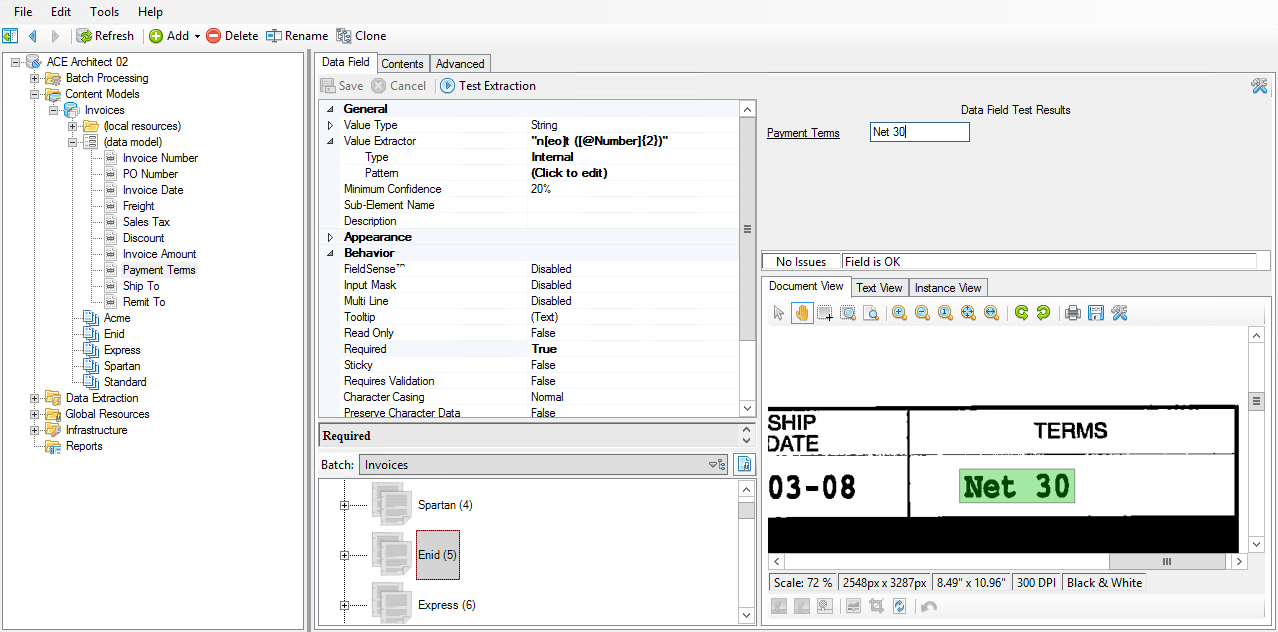 File Edit Tools Help
Refresh Add Delete Rename Clone
ACE Architect 02
Batch Processing
Content Models
Invoices
(local resources)
(data model)
Invoice Number
PO Number
Invoice Date
Freight
Sales Tax
Discount
Invoice Amount
Payment Terms
Ship To
Remit To
Acme
Enid
Express
Spartan
Standard
Data Extraction
Global Resources
Infrastructure
Reports
Data Field Contents Advanced
Save Cancel Test Extraction
General
Value Type String
Value Extractor "n[eo]t ([@Number]{2})"
Type Internal
Pattern (Click to edit)
Minimum Confidence 20%
Sub-Element Name
Description
Appearance
Behavior
FieldSense™ Disabled
Input Mask Disabled
Multi Line Disabled
Tooltip (Text)
Read Only False
Required True
Sticky False
Requires Validation False
Character Casing Normal
Preserve Character Data False
Required
Batch: Invoices
Spartan (4)
Enid (5)
Express (6)
Data Field Test Results
Payment Terms Net 30
No Issues Field is OK
Document View Text View Instance View
SHIP
DATE
TERMS
03-08 Net 30
Scale: 72 % 2548px x 3287px 8.49" x 10.96" 300 DPI Black & White